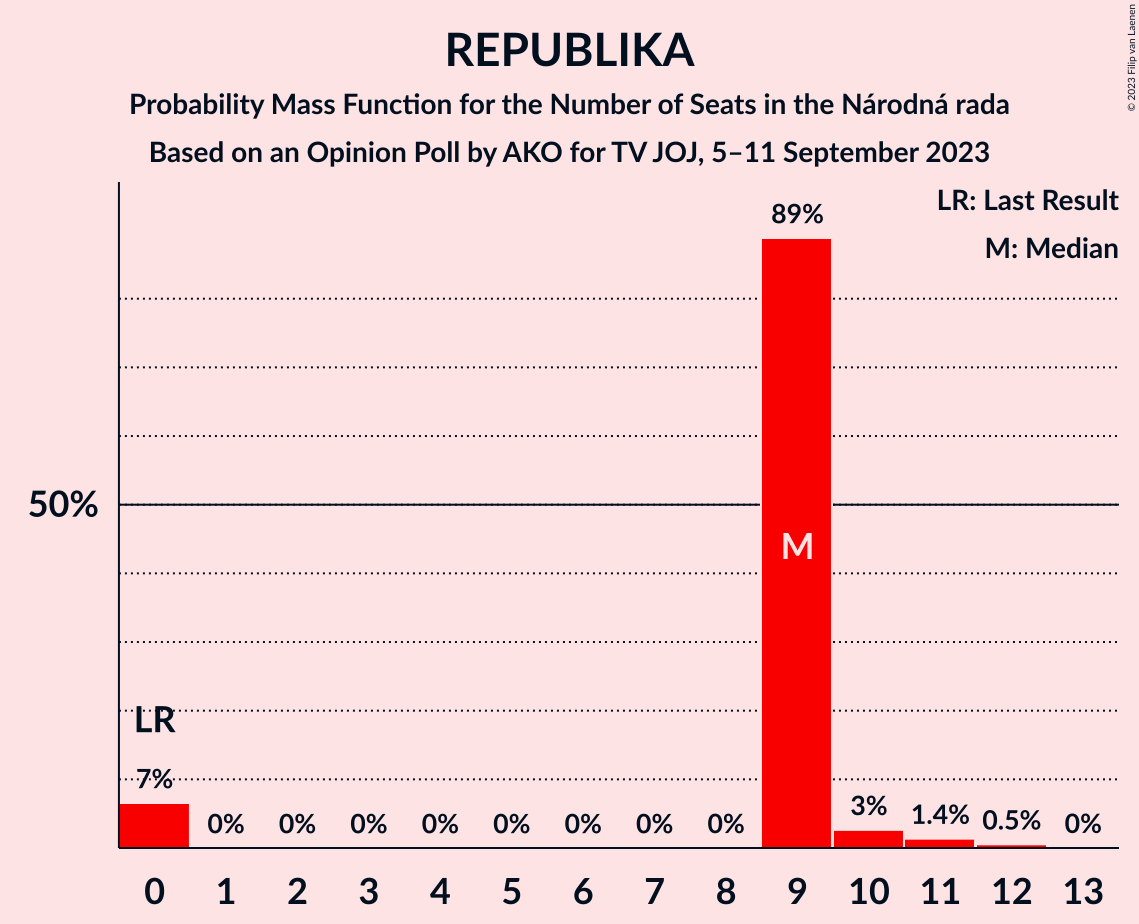 REPUBLIKA
Probability Mass Function for the Number of Seats in the Národná rada
Based on an Opinion Poll by AKO for TV JOJ, 5–11 September 2023
© 2023 Filip van Laenen
LR: Last Result
M: Median
89%
50%
M
LR
7% 0% 0% 0% 0% 0% 0% 0% 0% 3% 1.4% 0.5% 0%
0 1 2 3 4 5 6 7 8 9 10 11 12 13